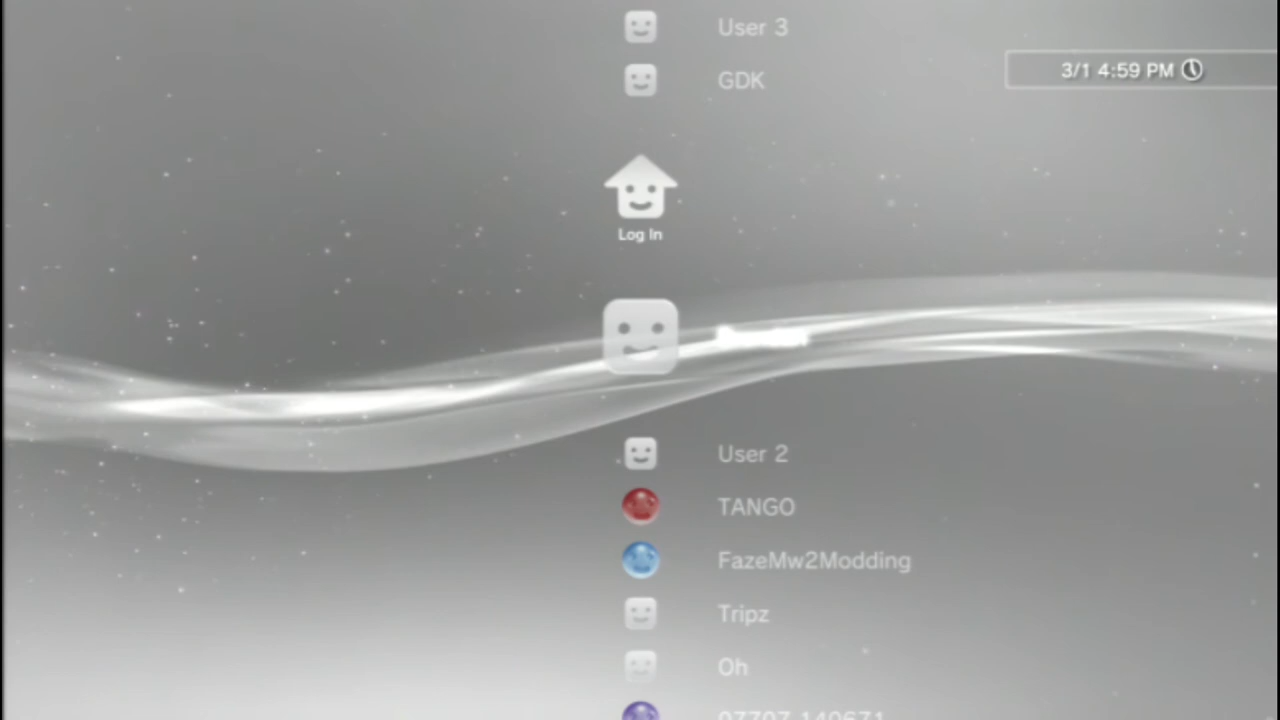 User 3
3/1 4:59 PM
GDK
Log In
User 2
TANGO
FazeMw2Modding
Tripz
Oh